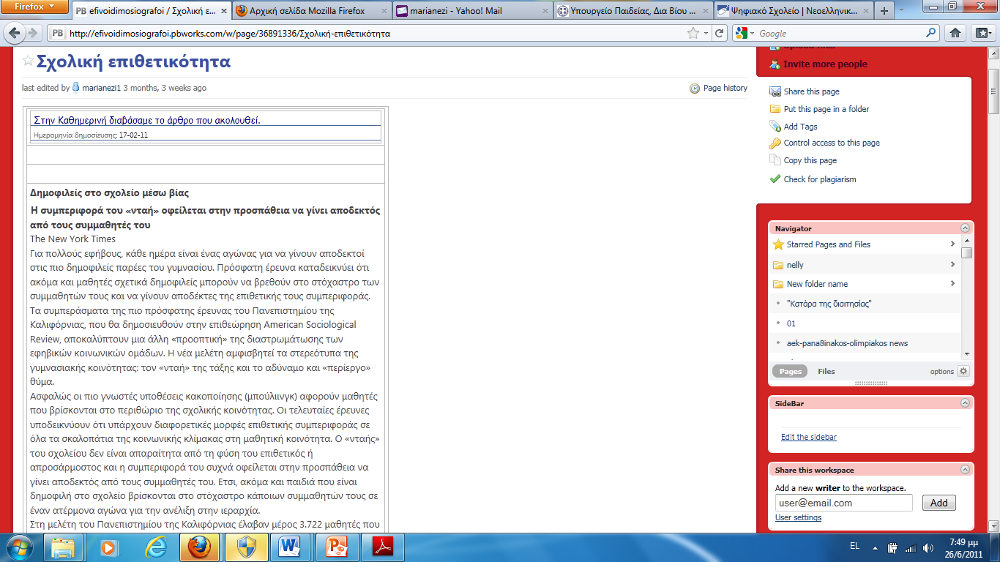 Firefox
efivoidimosiografoi / Σχολική ε...
Αρχική σελίδα Mozilla Firefox
marianezi - Yahoo! Mail
Υπουργείο Παιδείας, Δια Βίου ...
Ψηφιακό Σχολείο | Νεοελληνικ...
http://efivoidimosiografoi.pbworks.com/w/page/36891336/Σχολική-επιθετικότητα
Google
Σχολική επιθετικότητα
last edited by marianezi1 3 months, 3 weeks ago
Page history
Στην Καθημερινή διαβάσαμε το άρθρο που ακολουθεί.
Ημερομηνία δημοσίευσης: 17-02-11
Δημοφιλείς στο σχολείο μέσω βίας
Η συμπεριφορά του «νταή» οφείλεται στην προσπάθεια να γίνει αποδεκτός
από τους συμμαθητές του
The New York Times
Για πολλούς εφήβους, κάθε ημέρα είναι ένας αγώνας για να γίνουν αποδεκτοί
στις πιο δημοφιλείς παρέες του γυμνασίου. Πρόσφατη έρευνα καταδεικνύει ότι
ακόμα και μαθητές σχετικά δημοφιλείς μπορούν να βρεθούν στο στόχαστρο των
συμμαθητών τους και να γίνουν αποδέκτες της επιθετικής τους συμπεριφοράς.
Τα συμπεράσματα της πιο πρόσφατης έρευνας του Πανεπιστημίου της
Καλιφόρνιας, που θα δημοσιευθούν στην επιθεώρηση American Sociological
Review, αποκαλύπτουν μια άλλη «προοπτική» της διαστρωμάτωσης των
εφηβικών κοινωνικών ομάδων. Η νέα μελέτη αμφισβητεί τα στερεότυπα της
γυμνασιακής κοινότητας: τον «νταή» της τάξης και το αδύναμο και «περίεργο»
θύμα.
Ασφαλώς οι πιο γνωστές υποθέσεις κακοποίησης (μπούλιινγκ) αφορούν μαθητές
που βρίσκονται στο περιθώριο της σχολικής κοινότητας. Οι τελευταίες έρευνες
υποδεικνύουν ότι υπάρχουν διαφορετικές μορφές επιθετικής συμπεριφοράς σε
όλα τα σκαλοπάτια της κοινωνικής κλίμακας στη μαθητική κοινότητα. Ο «νταής»
του σχολείου δεν είναι απαραίτητα από τη φύση του επιθετικός ή
απροσάρμοστος και η συμπεριφορά του συχνά οφείλεται στην προσπάθεια να
γίνει αποδεκτός από τους συμμαθητές του. Ετσι, ακόμα και παιδιά που είναι
δημοφιλή στο σχολείο βρίσκονται στο στόχαστρο κάποιων συμμαθητών τους σε
έναν ατέρμονα αγώνα για την ανέλιξη στην ιεραρχία.
Στη μελέτη του Πανεπιστημίου της Καλιφόρνιας έλαβαν μέρος 3.722 μαθητές που
Upload files
Invite more people
Share this page
Put this page in a folder
Add Tags
Control access to this page
Copy this page
Check for plagiarism
Navigator
Starred Pages and Files
nelly
New folder name
"Κατάρα της διαιτησίας"
01
aek-pana8inakos-olimpiakos news
Pages Files options
SideBar
Edit the sidebar
Share this workspace
Add a new writer to the workspace.
user@email.com Add
User settings
EL
7:49 μμ
26/6/2011